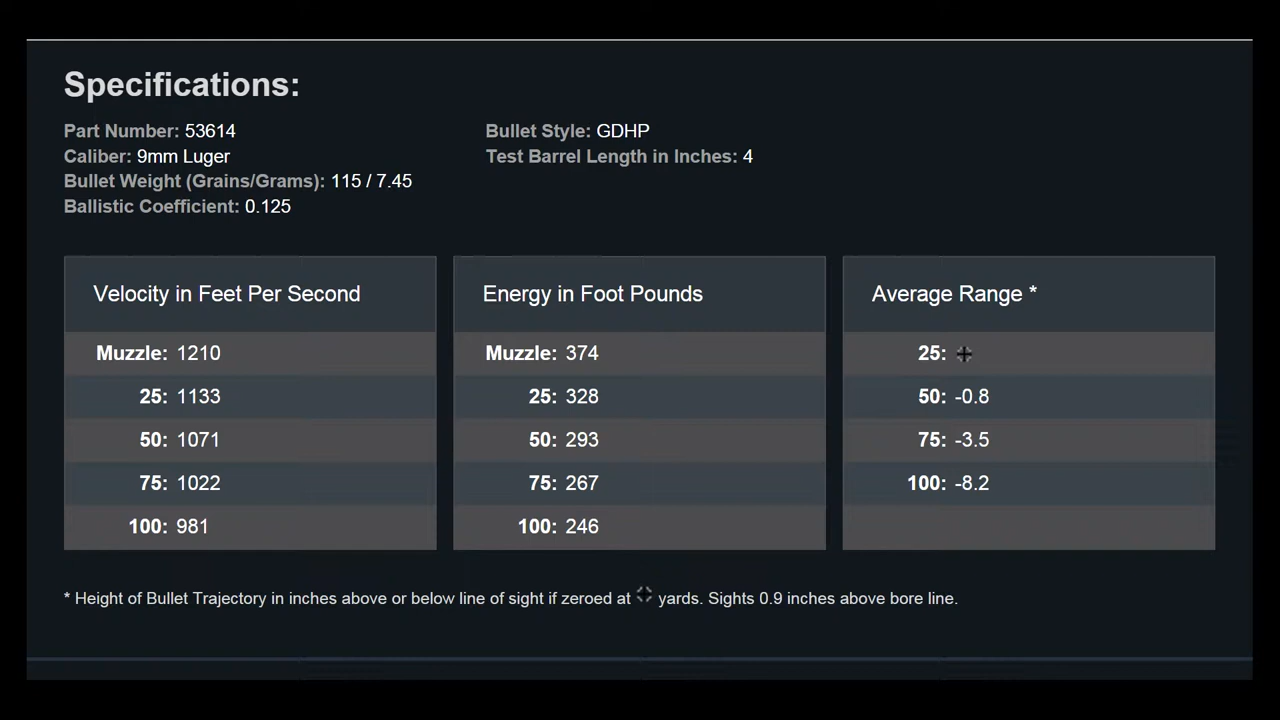 Specifications:
Part Number: 53614
Caliber: 9mm Luger
Bullet Weight (Grains/Grams): 115 / 7.45
Ballistic Coefficient: 0.125
Bullet Style: GDHP
Test Barrel Length in Inches: 4
Velocity in Feet Per Second
Muzzle: 1210
25: 1133
50: 1071
75: 1022
100: 981
Energy in Foot Pounds
Muzzle: 374
25: 328
50: 293
75: 267
100: 246
Average Range *
25:
50: -0.8
75: -3.5
100: -8.2
* Height of Bullet Trajectory in inches above or below line of sight if zeroed at yards. Sights 0.9 inches above bore line.